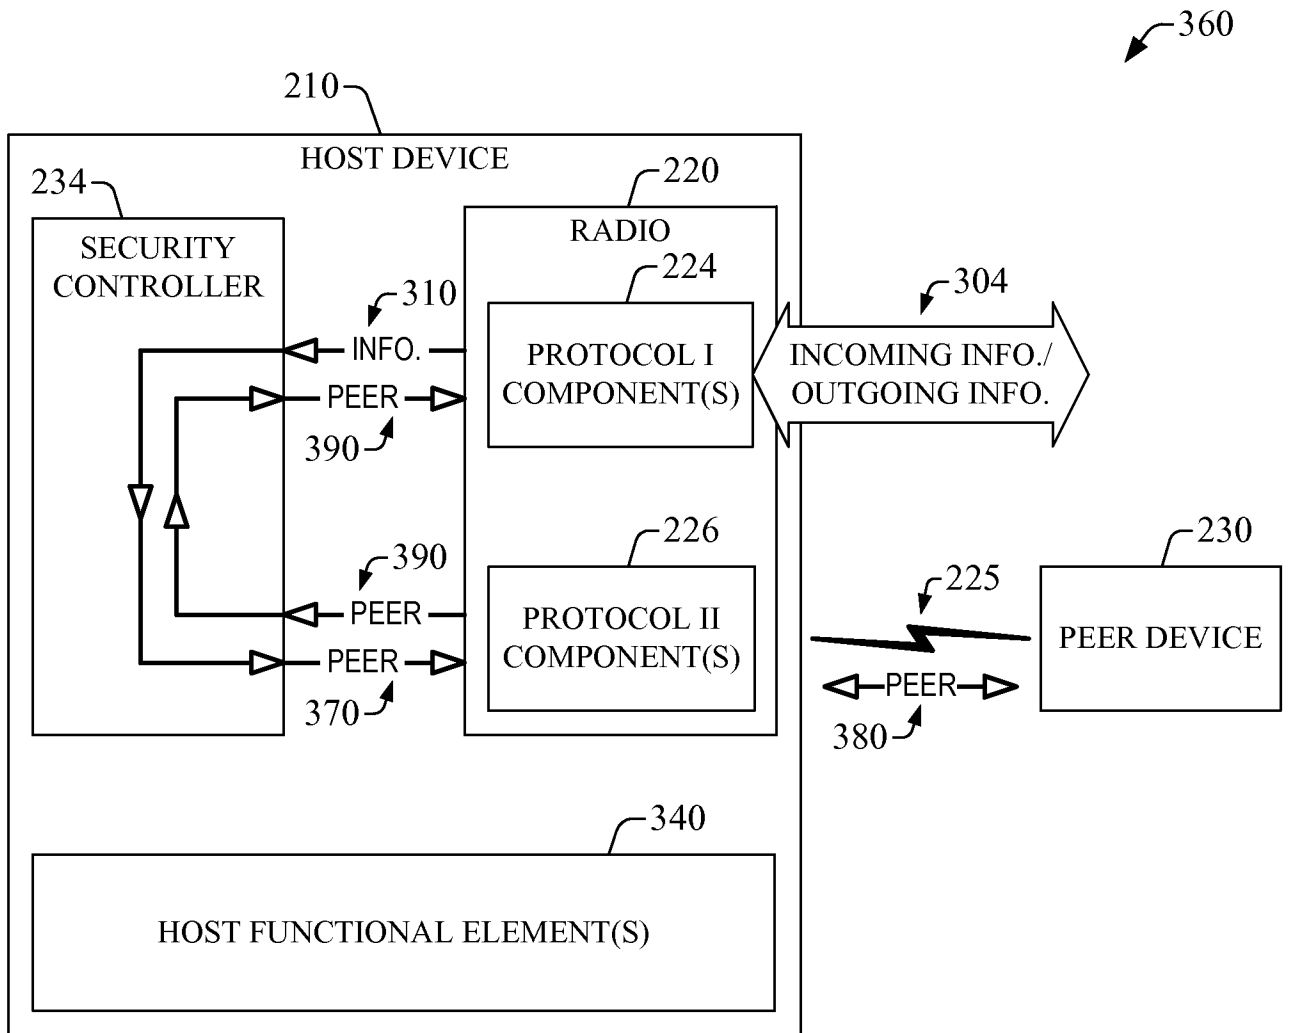 360
210
HOST DEVICE
234
220
SECURITY
CONTROLLER
RADIO
224
310
304
INFO.
PROTOCOL I
COMPONENT(S)
INCOMING INFO./
OUTGOING INFO.
PEER
390
226
230
390
225
PEER
PROTOCOL II
COMPONENT(S)
PEER DEVICE
PEER
370
PEER
380
340
HOST FUNCTIONAL ELEMENT(S)